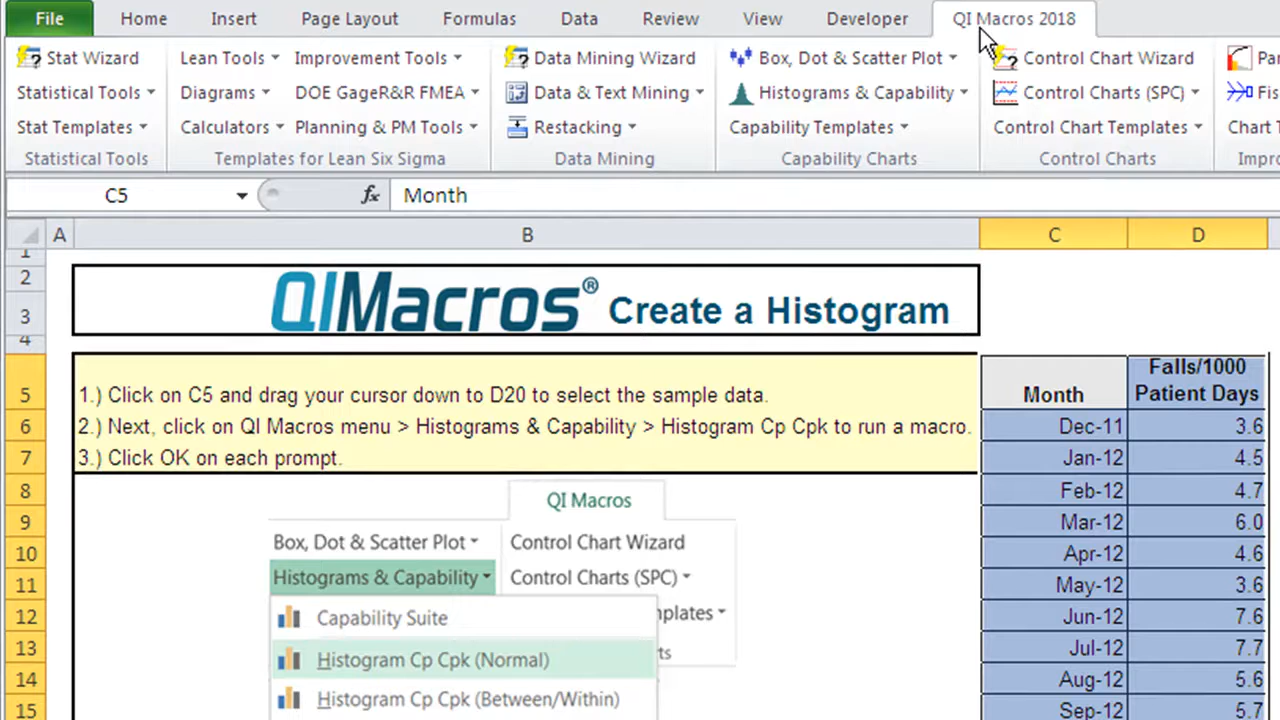 File Home Insert Page Layout Formulas Data Review View Developer QI Macros 2018
Stat Wizard Lean Tools Improvement Tools Data Mining Wizard Box, Dot & Scatter Plot Control Chart Wizard
Statistical Tools Diagrams DOE GageR&R FMEA Data & Text Mining Histograms & Capability Control Charts (SPC)
Stat Templates Calculators Planning & PM Tools Restacking Capability Templates Control Chart Templates
Statistical Tools Templates for Lean Six Sigma Data Mining Capability Charts Control Charts
C5 fx Month
A B C D
1
2
3 QIMacros® Create a Histogram
4
5 1.) Click on C5 and drag your cursor down to D20 to select the sample data. Month Falls/1000 Patient Days
6 2.) Next, click on QI Macros menu > Histograms & Capability > Histogram Cp Cpk to run a macro. Dec-11 3.6
7 3.) Click OK on each prompt. Jan-12 4.5
8 QI Macros Feb-12 4.7
9 Mar-12 6.0
10 Box, Dot & Scatter Plot Control Chart Wizard Apr-12 4.6
11 Histograms & Capability Control Charts (SPC) May-12 3.6
12 Capability Suite mplates Jun-12 7.6
13 Histogram Cp Cpk (Normal) ts Jul-12 7.7
14 Histogram Cp Cpk (Between/Within) Aug-12 5.6
15 Sep-12 5.7